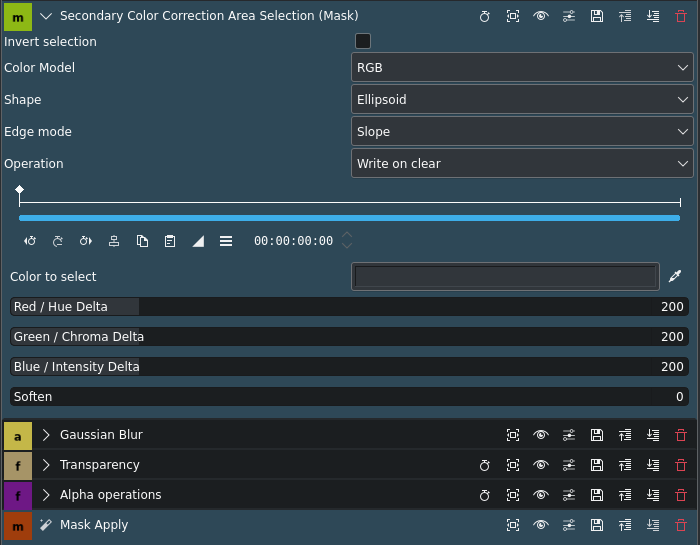 m Secondary Color Correction Area Selection (Mask)
Invert selection
Color Model RGB
Shape Ellipsoid
Edge mode Slope
Operation Write on clear
00:00:00:00
Color to select
Red / Hue Delta 200
Green / Chroma Delta 200
Blue / Intensity Delta 200
Soften 0
a Gaussian Blur
f Transparency
f Alpha operations
m Mask Apply